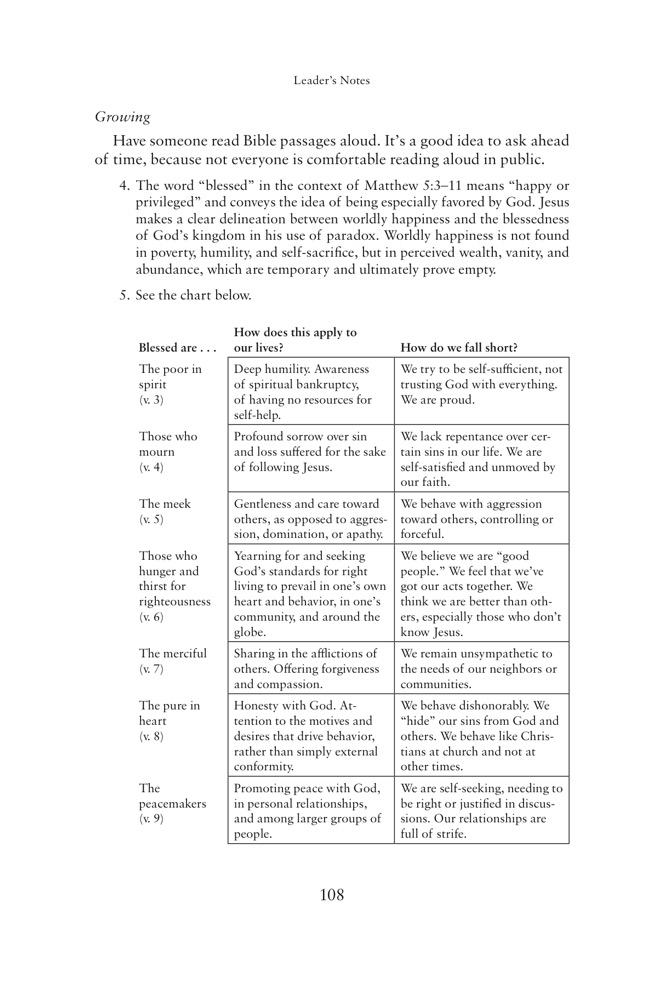 Leader's Notes
Growing
Have someone read Bible passages aloud. It's a good idea to ask ahead
of time, because not everyone is comfortable reading aloud in public.
4. The word “blessed” in the context of Matthew 5:3–11 means “happy or
privileged” and conveys the idea of being especially favored by God. Jesus
makes a clear delineation between worldly happiness and the blessedness
of God's kingdom in his use of paradox. Worldly happiness is not found
in poverty, humility, and self-sacrifice, but in perceived wealth, vanity, and
abundance, which are temporary and ultimately prove empty.
5. See the chart below.
Blessed are . . .
How does this apply to
our lives?
How do we fall short?
The poor in
spirit
(v. 3)
Deep humility. Awareness
of spiritual bankruptcy,
of having no resources for
self-help.
We try to be self-sufficient, not
trusting God with everything.
We are proud.
Those who
mourn
(v. 4)
Profound sorrow over sin
and loss suffered for the sake
of following Jesus.
We lack repentance over cer-
tain sins in our life. We are
self-satisfied and unmoved by
our faith.
The meek
(v. 5)
Gentleness and care toward
others, as opposed to aggres-
sion, domination, or apathy.
We behave with aggression
toward others, controlling or
forceful.
Those who
hunger and
thirst for
righteousness
(v. 6)
Yearning for and seeking
God's standards for right
living to prevail in one's own
heart and behavior, in one's
community, and around the
globe.
We believe we are “good
people.” We feel that we've
got our acts together. We
think we are better than oth-
ers, especially those who don't
know Jesus.
The merciful
(v. 7)
Sharing in the afflictions of
others. Offering forgiveness
and compassion.
We remain unsympathetic to
the needs of our neighbors or
communities.
The pure in
heart
(v. 8)
Honesty with God. At-
tention to the motives and
desires that drive behavior,
rather than simply external
conformity.
We behave dishonorably. We
“hide” our sins from God and
others. We behave like Chris-
tians at church and not at
other times.
The
peacemakers
(v. 9)
Promoting peace with God,
in personal relationships,
and among larger groups of
people.
We are self-seeking, needing to
be right or justified in discus-
sions. Our relationships are
full of strife.
108